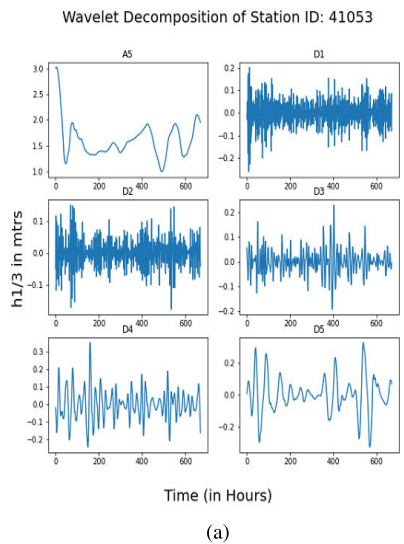 Wavelet Decomposition of Station ID: 41053
A5
D1
3.0
2.5
2.0
1.5
1.0
0 200 400 600
0.2
0.1
0.0
−0.1
−0.2
0 200 400 600
D2
D3
0.1
0.0
−0.1
0 200 400 600
0.2
0.1
0.0
−0.1
−0.2
0 200 400 600
D4
D5
0.3
0.2
0.1
0.0
−0.1
−0.2
0 200 400 600
0.2
0.0
−0.2
0 200 400 600
h1/3 in mtrs
Time (in Hours)
(a)